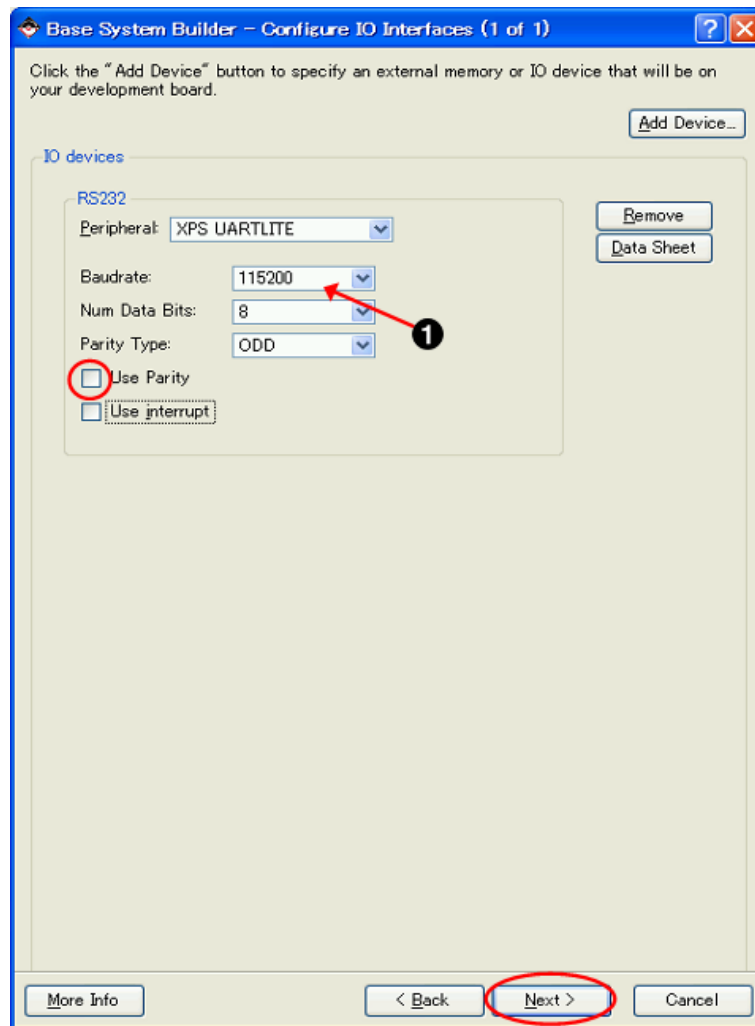 Base System Builder - Configure IO Interfaces (1 of 1)
Click the "Add Device" button to specify an external memory or IO device that will be on
your development board.
Add Device...
IO devices
RS232
Peripheral: XPS UARTLITE
Remove
Data Sheet
Baudrate: 115200
Num Data Bits: 8
1
Parity Type: ODD
Use Parity
Use interrupt
More Info
< Back
Next >
Cancel